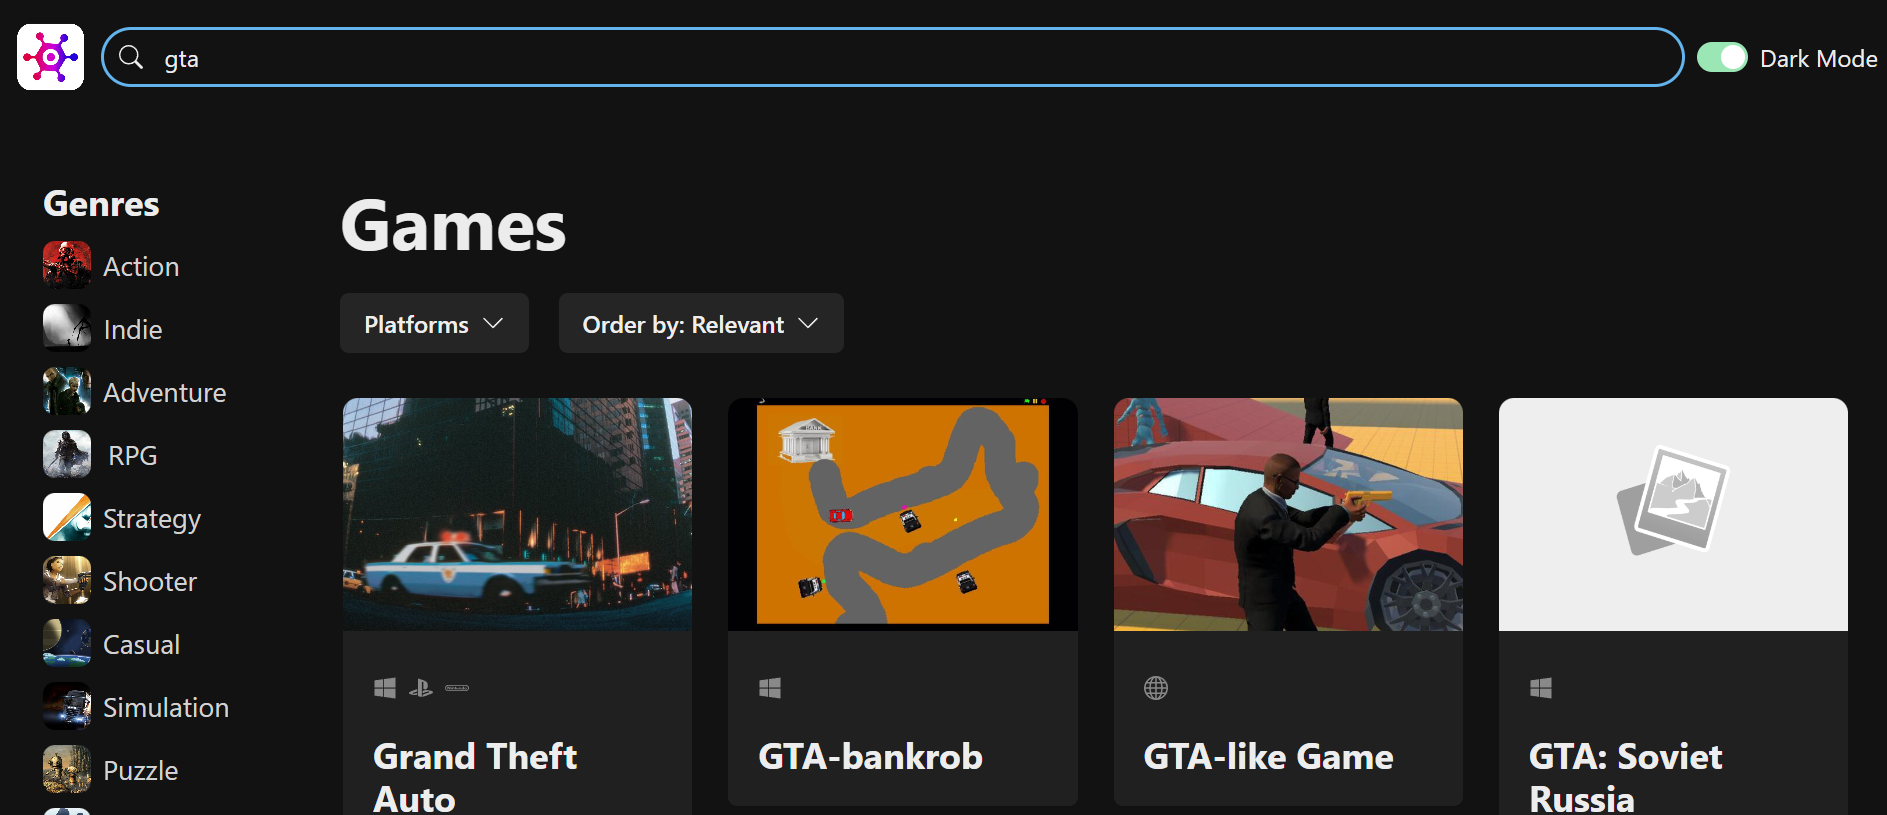 gta
Dark Mode
Genres
Action
Indie
Adventure
RPG
Strategy
Shooter
Casual
Simulation
Puzzle
Games
Platforms
Order by: Relevant
Grand Theft
Auto
GTA-bankrob
GTA-like Game
GTA: Soviet
Russia